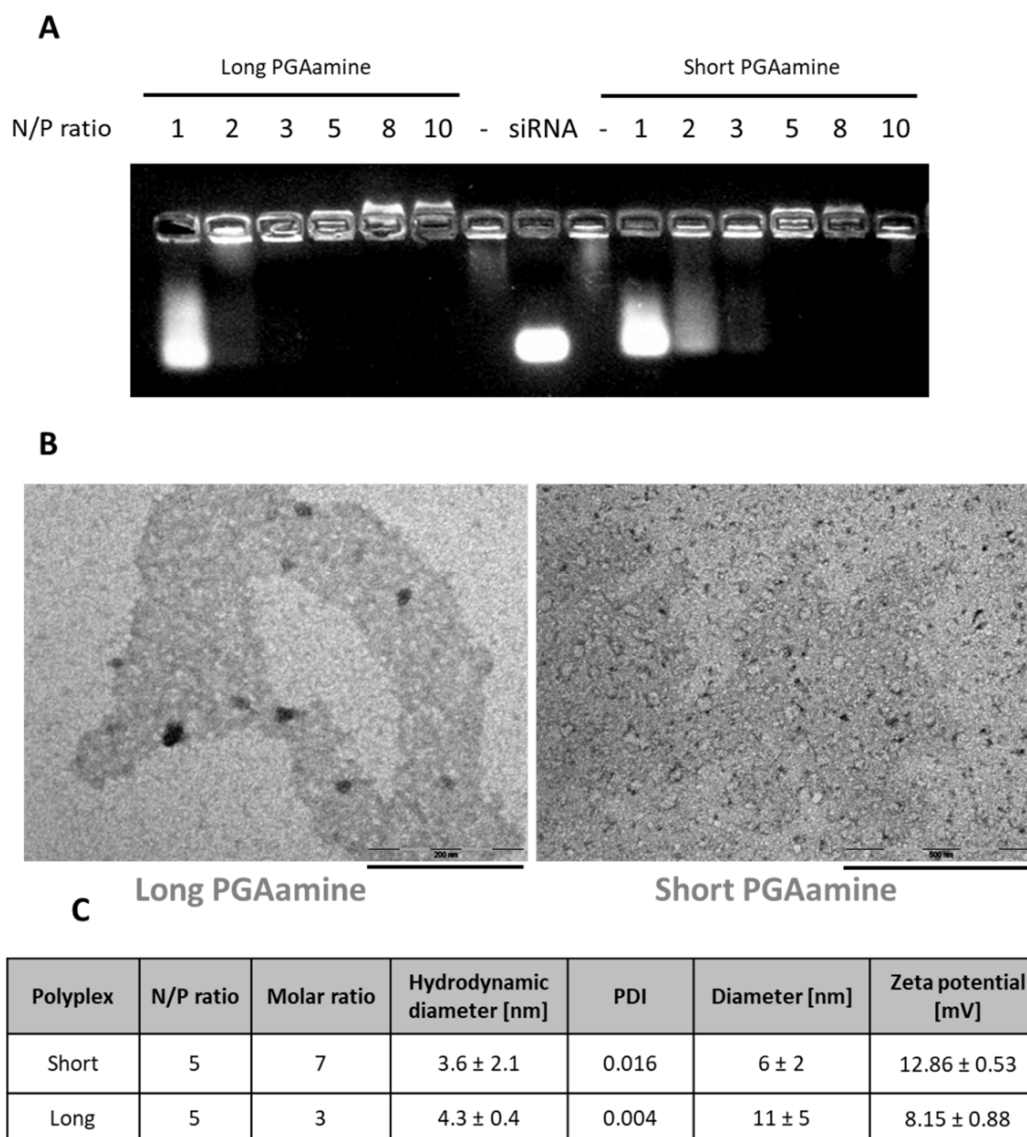 A
Long PGAamine
Short PGAamine
N/P ratio 1 2 3 5 8 10 - siRNA - 1 2 3 5 8 10
B
200 nm
500 nm
Long PGAamine
Short PGAamine
C
Polyplex N/P ratio Molar ratio Hydrodynamic diameter [nm] PDI Diameter [nm] Zeta potential [mV]
Short 5 7 3.6 ± 2.1 0.016 6 ± 2 12.86 ± 0.53
Long 5 3 4.3 ± 0.4 0.004 11 ± 5 8.15 ± 0.88